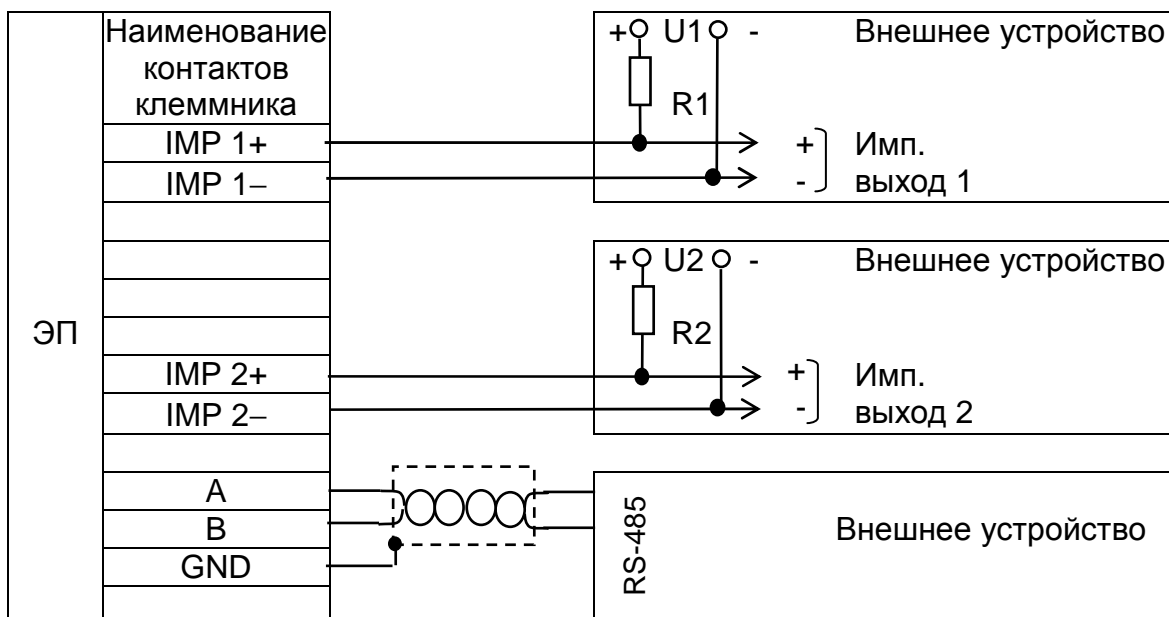 ЭП
Наименование
контактов
клеммника
IMP 1+
IMP 1–
IMP 2+
IMP 2–
A
B
GND
+ U1 - Внешнее устройство
R1
+ Имп.
- выход 1
+ U2 - Внешнее устройство
R2
+ Имп.
- выход 2
RS-485
Внешнее устройство